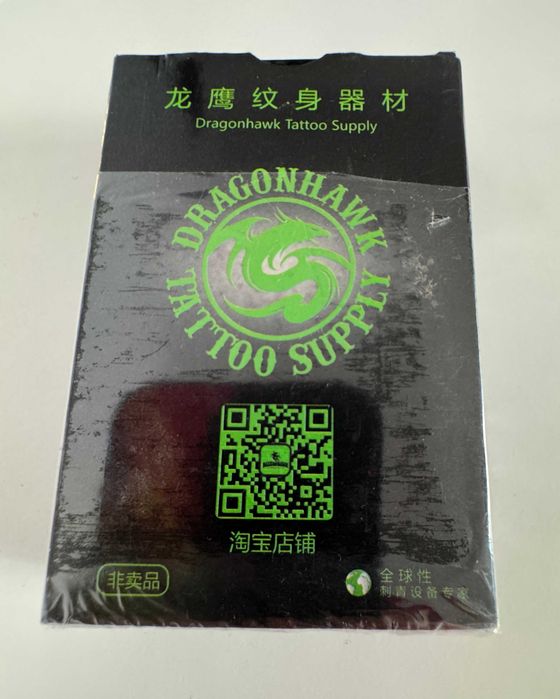 龙鹰纹身器材
Dragonhawk Tattoo Supply
DRAGONHAWK
TATTOO SUPPLY
淘宝店铺
非卖品
全球性
刺青设备专家